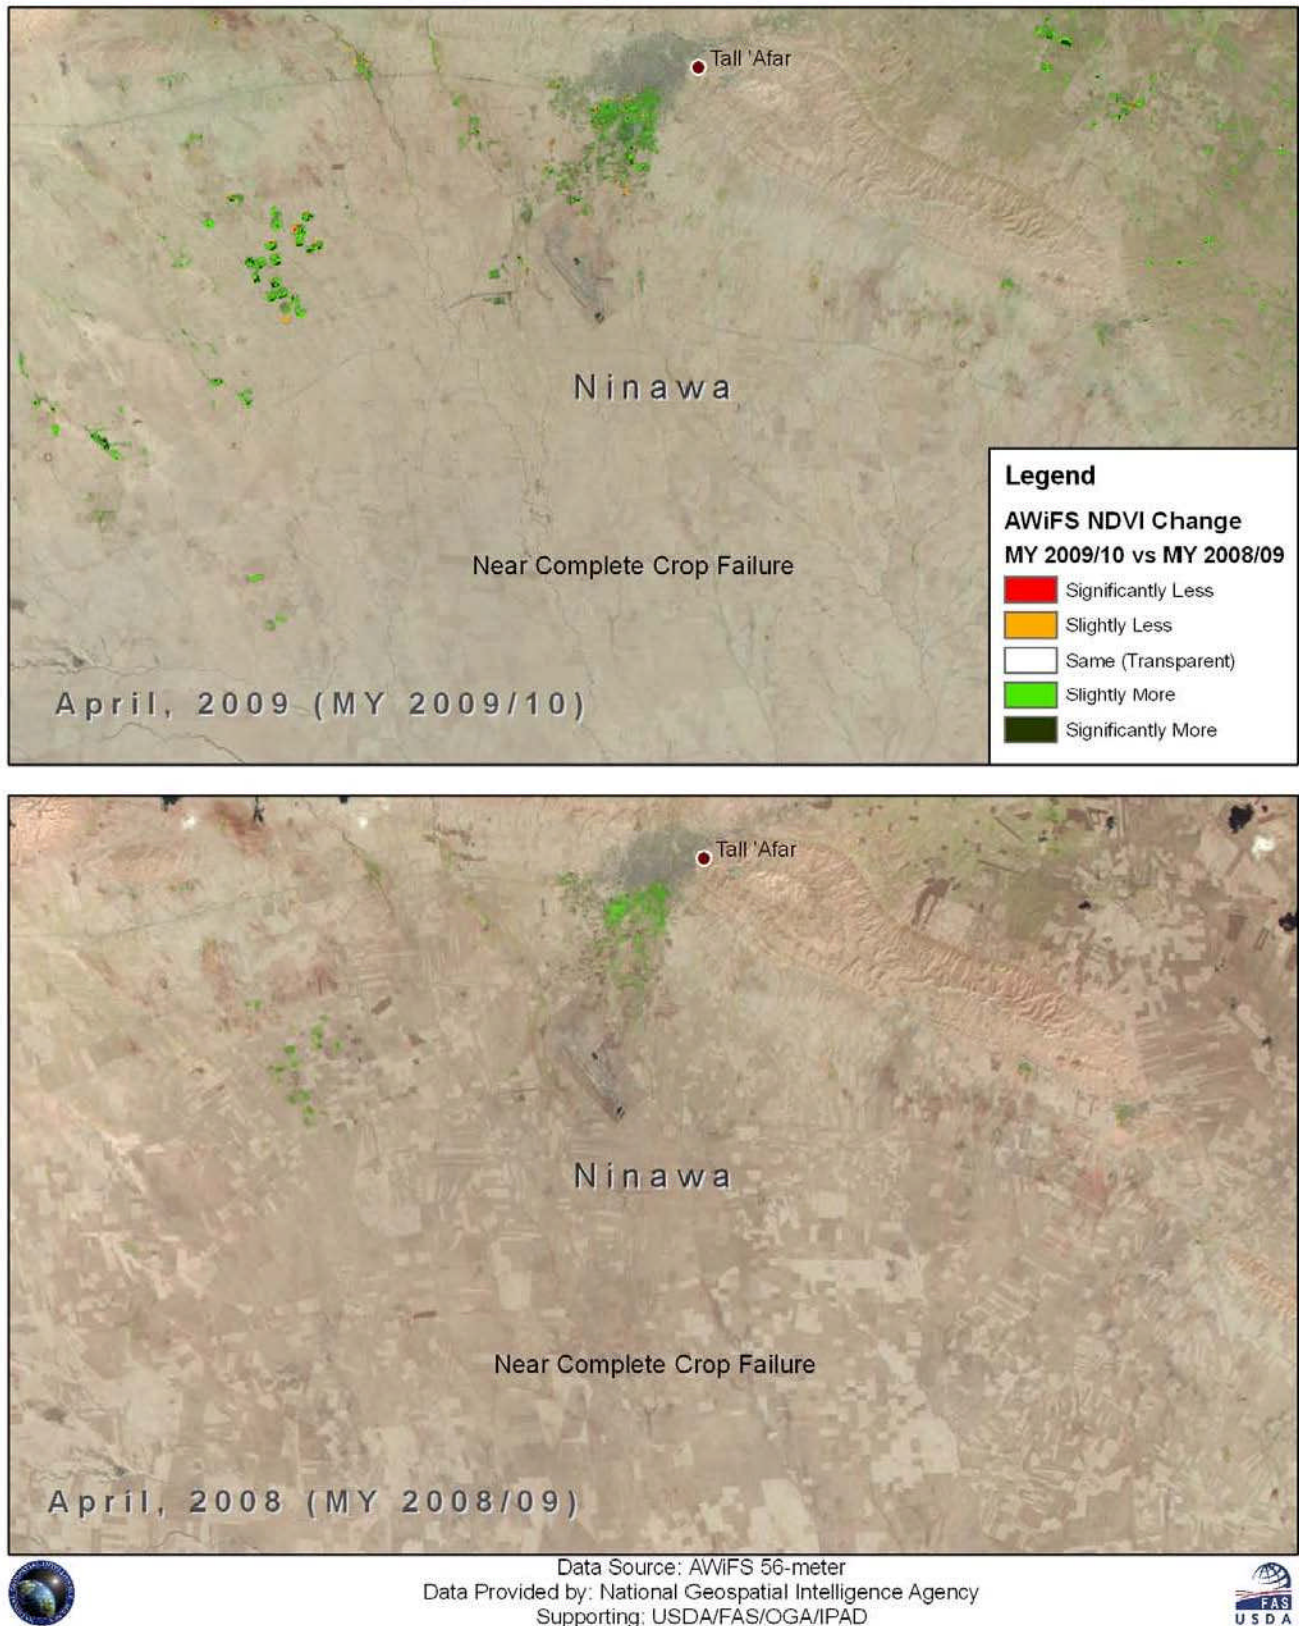 Tall 'Afar
Ninawa
Near Complete Crop Failure
April, 2009 (MY 2009/10)
Legend
AWiFS NDVI Change
MY 2009/10 vs MY 2008/09
Significantly Less
Slightly Less
Same (Transparent)
Slightly More
Significantly More
Tall 'Afar
Ninawa
Near Complete Crop Failure
April, 2008 (MY 2008/09)
Data Source: AWiFS 56-meter
Data Provided by: National Geospatial Intelligence Agency
Supporting: USDA/FAS/OGA/IPAD
FAS
USDA